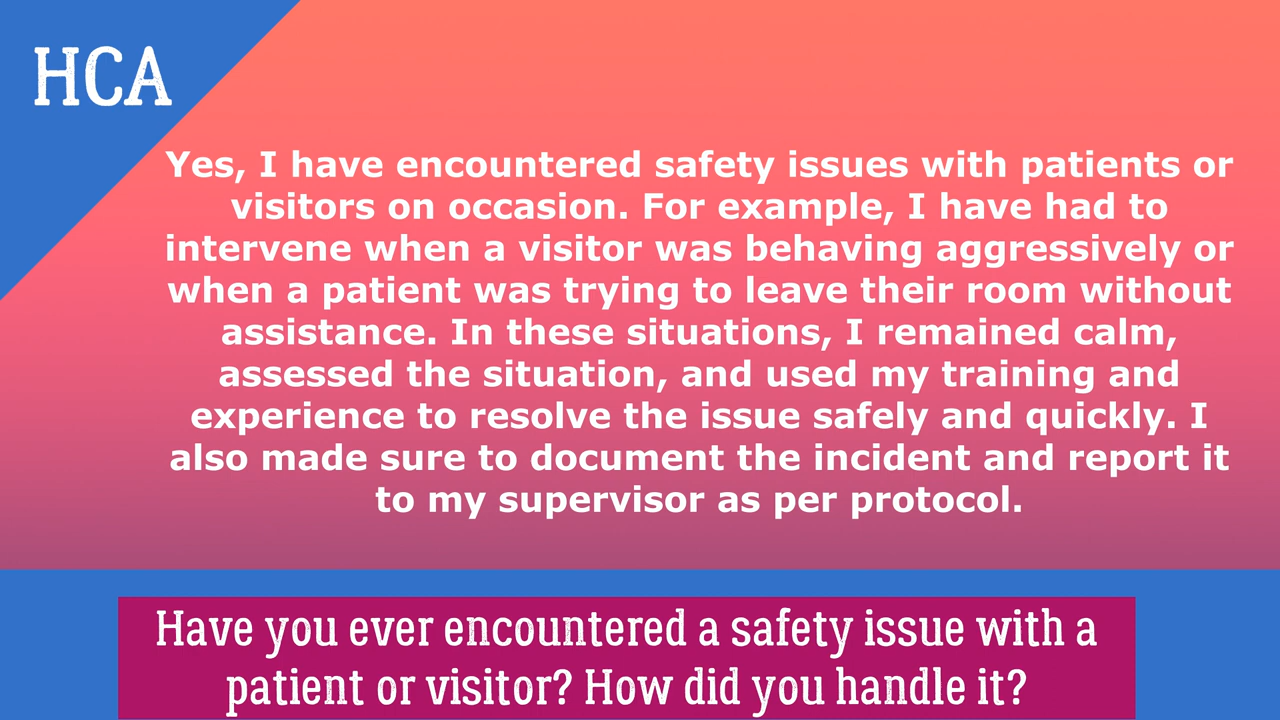 HCA
Yes, I have encountered safety issues with patients or
visitors on occasion. For example, I have had to
intervene when a visitor was behaving aggressively or
when a patient was trying to leave their room without
assistance. In these situations, I remained calm,
assessed the situation, and used my training and
experience to resolve the issue safely and quickly. I
also made sure to document the incident and report it
to my supervisor as per protocol.
Have you ever encountered a safety issue with a
patient or visitor? How did you handle it?